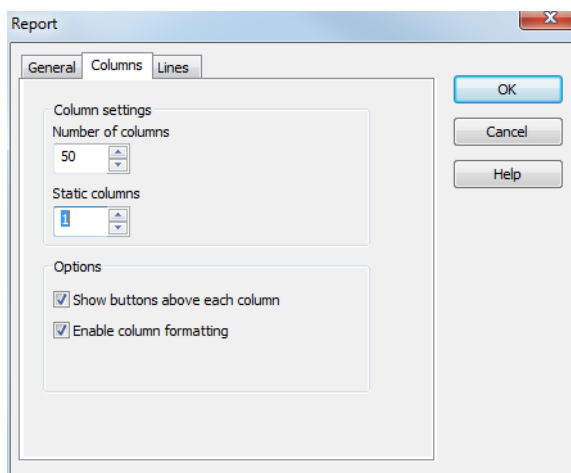 Report
General Columns Lines
Column settings
Number of columns
50
Static columns
1
Options
Show buttons above each column
Enable column formatting
OK
Cancel
Help